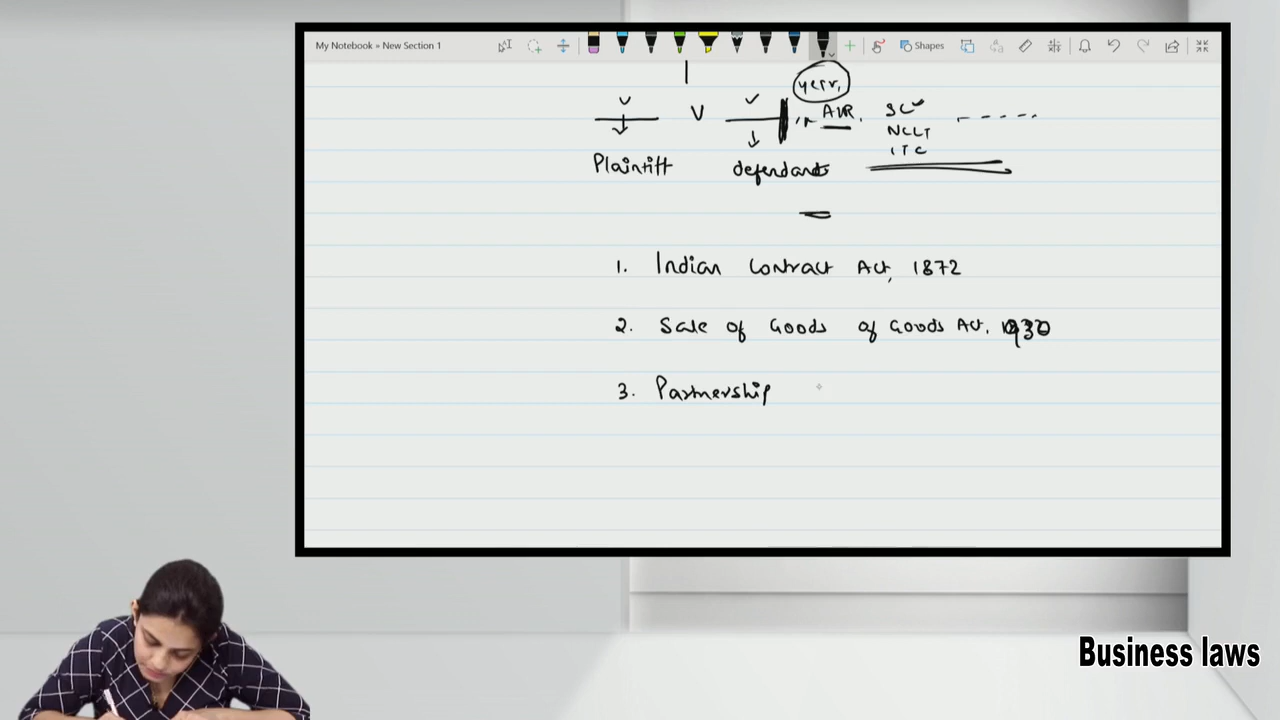 My Notebook » New Section 1
Shapes
year,
V AIR. SC
NCLT
ITC
Plaintiff defendants
1. Indian Contract Act, 1872
2. Sale of Goods of Goods Act, 1930
3. Partnership
Business laws